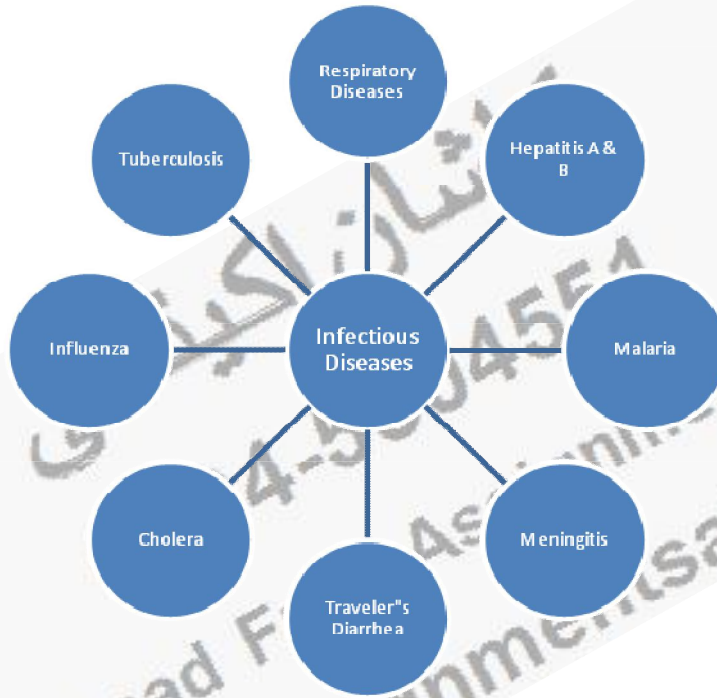 Respiratory
Diseases
Hepatitis A &
B
Malaria
Meningitis
Traveler"s
Diarrhea
Cholera
Influenza
Tuberculosis
Infectious
Diseases